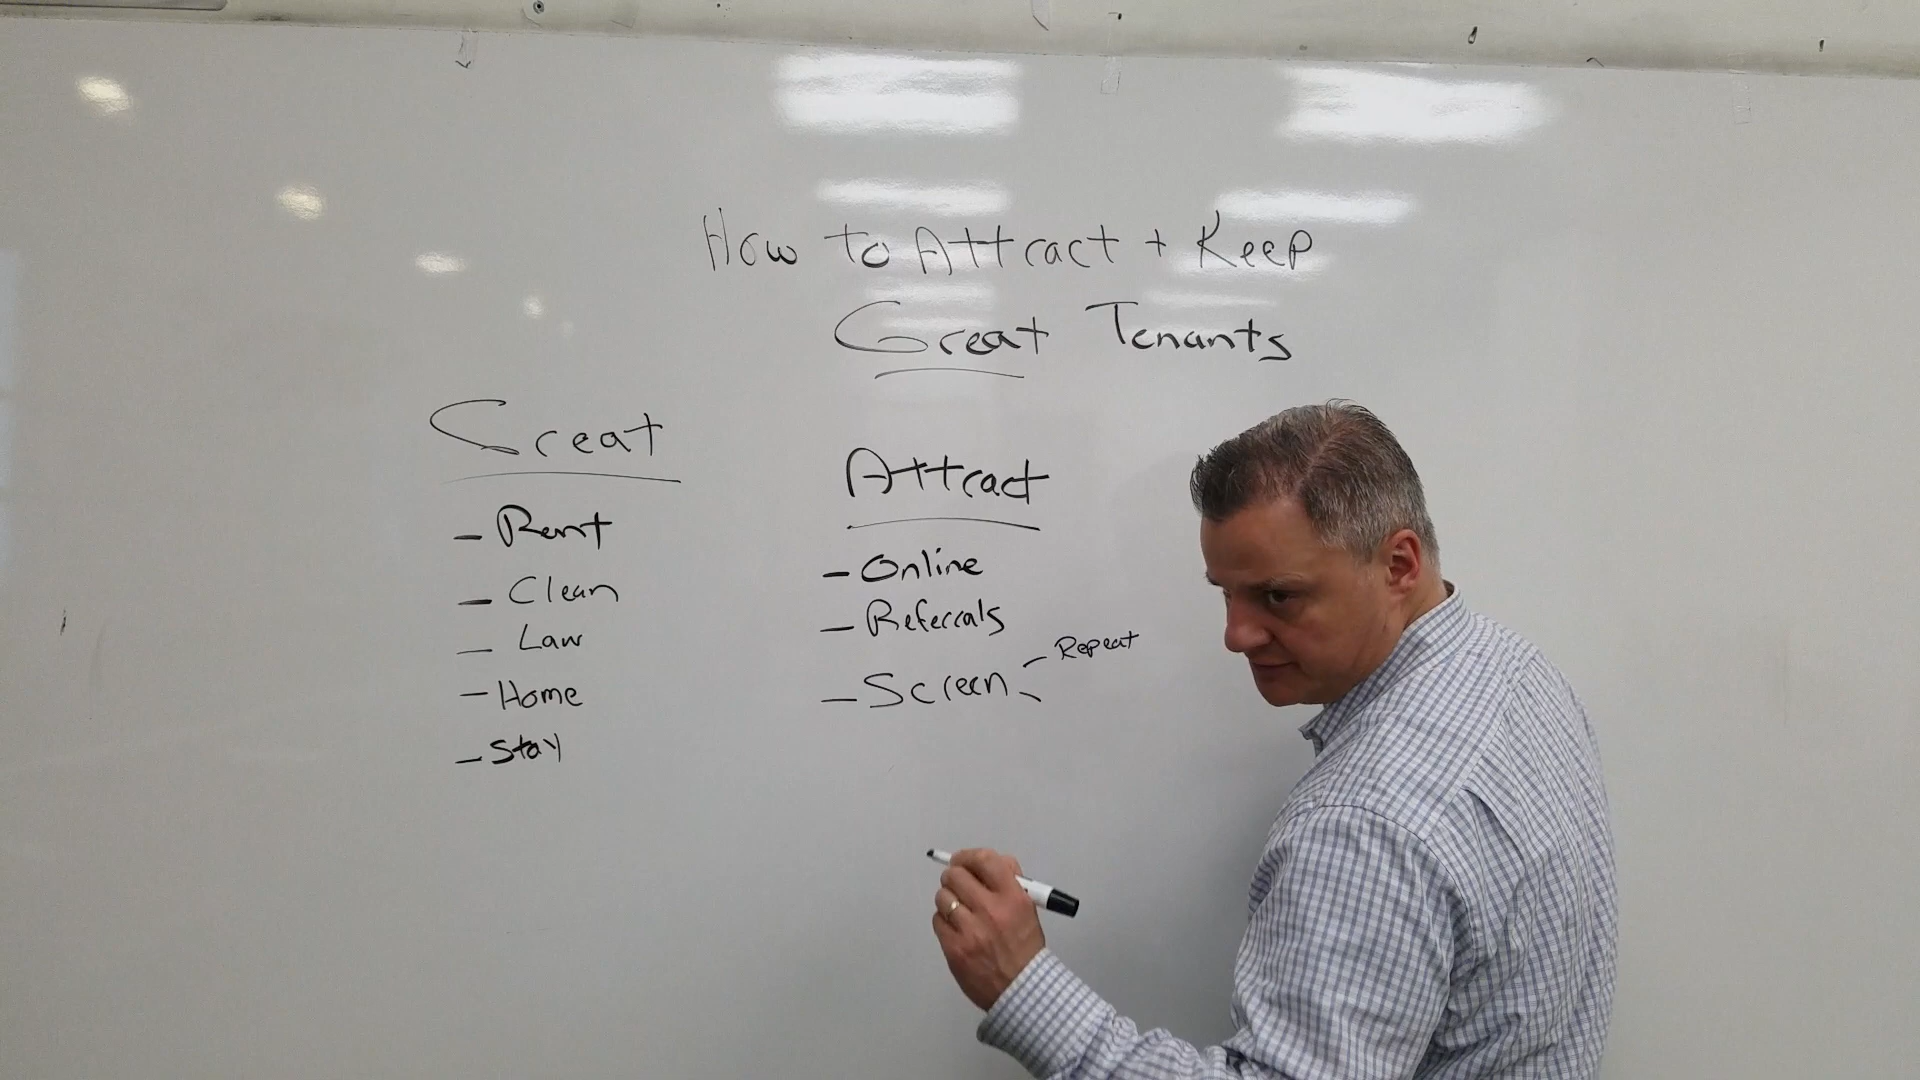 How to Attract + Keep
Great Tenants
Great
- Rent
- Clean
- Law
- Home
- Stay
Attract
- Online
- Referrals
- Screen
Repeat